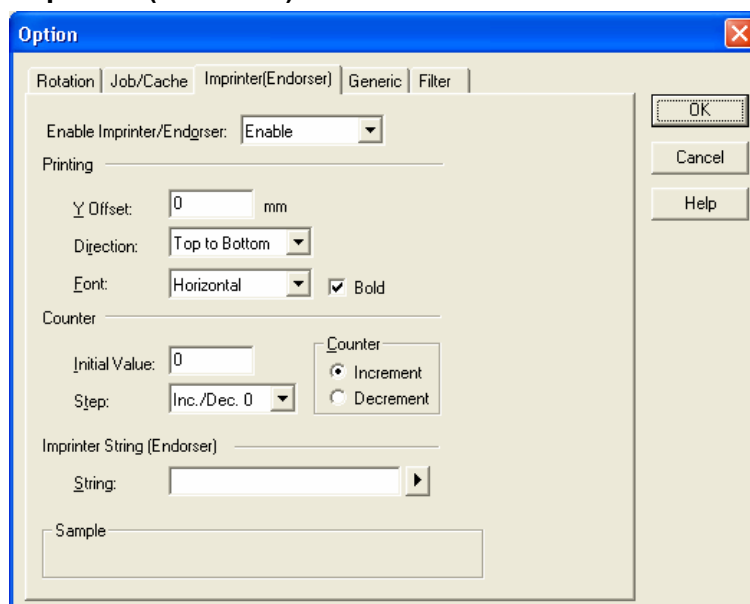 Option
Rotation Job/Cache Imprinter(Endorser) Generic Filter
OK
Enable Imprinter/Endorser: Enable
Cancel
Printing
Help
Y Offset: 0 mm
Direction: Top to Bottom
Font: Horizontal Bold
Counter
Counter
Initial Value: 0
Increment
Step: Inc./Dec. 0
Decrement
Imprinter String (Endorser)
String:
Sample